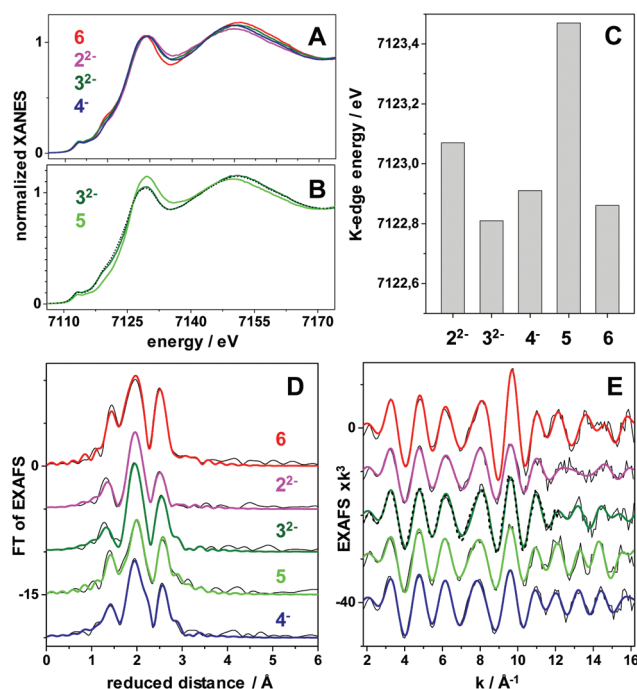 A
6
2²⁻
3²⁻
4⁻
1
0
normalized XANES
B
3²⁻
5
1
0
7110 7125 7140 7155 7170
energy / eV
C
K-edge energy / eV
7123,4
7123,2
7123,0
7122,8
7122,6
2²⁻ 3²⁻ 4⁻ 5 6
D
FT of EXAFS
0
-15
6
2²⁻
3²⁻
5
4⁻
0 1 2 3 4 5 6
reduced distance / Å
E
EXAFS xk³
0
-40
2 4 6 8 10 12 14 16
k / Å⁻¹